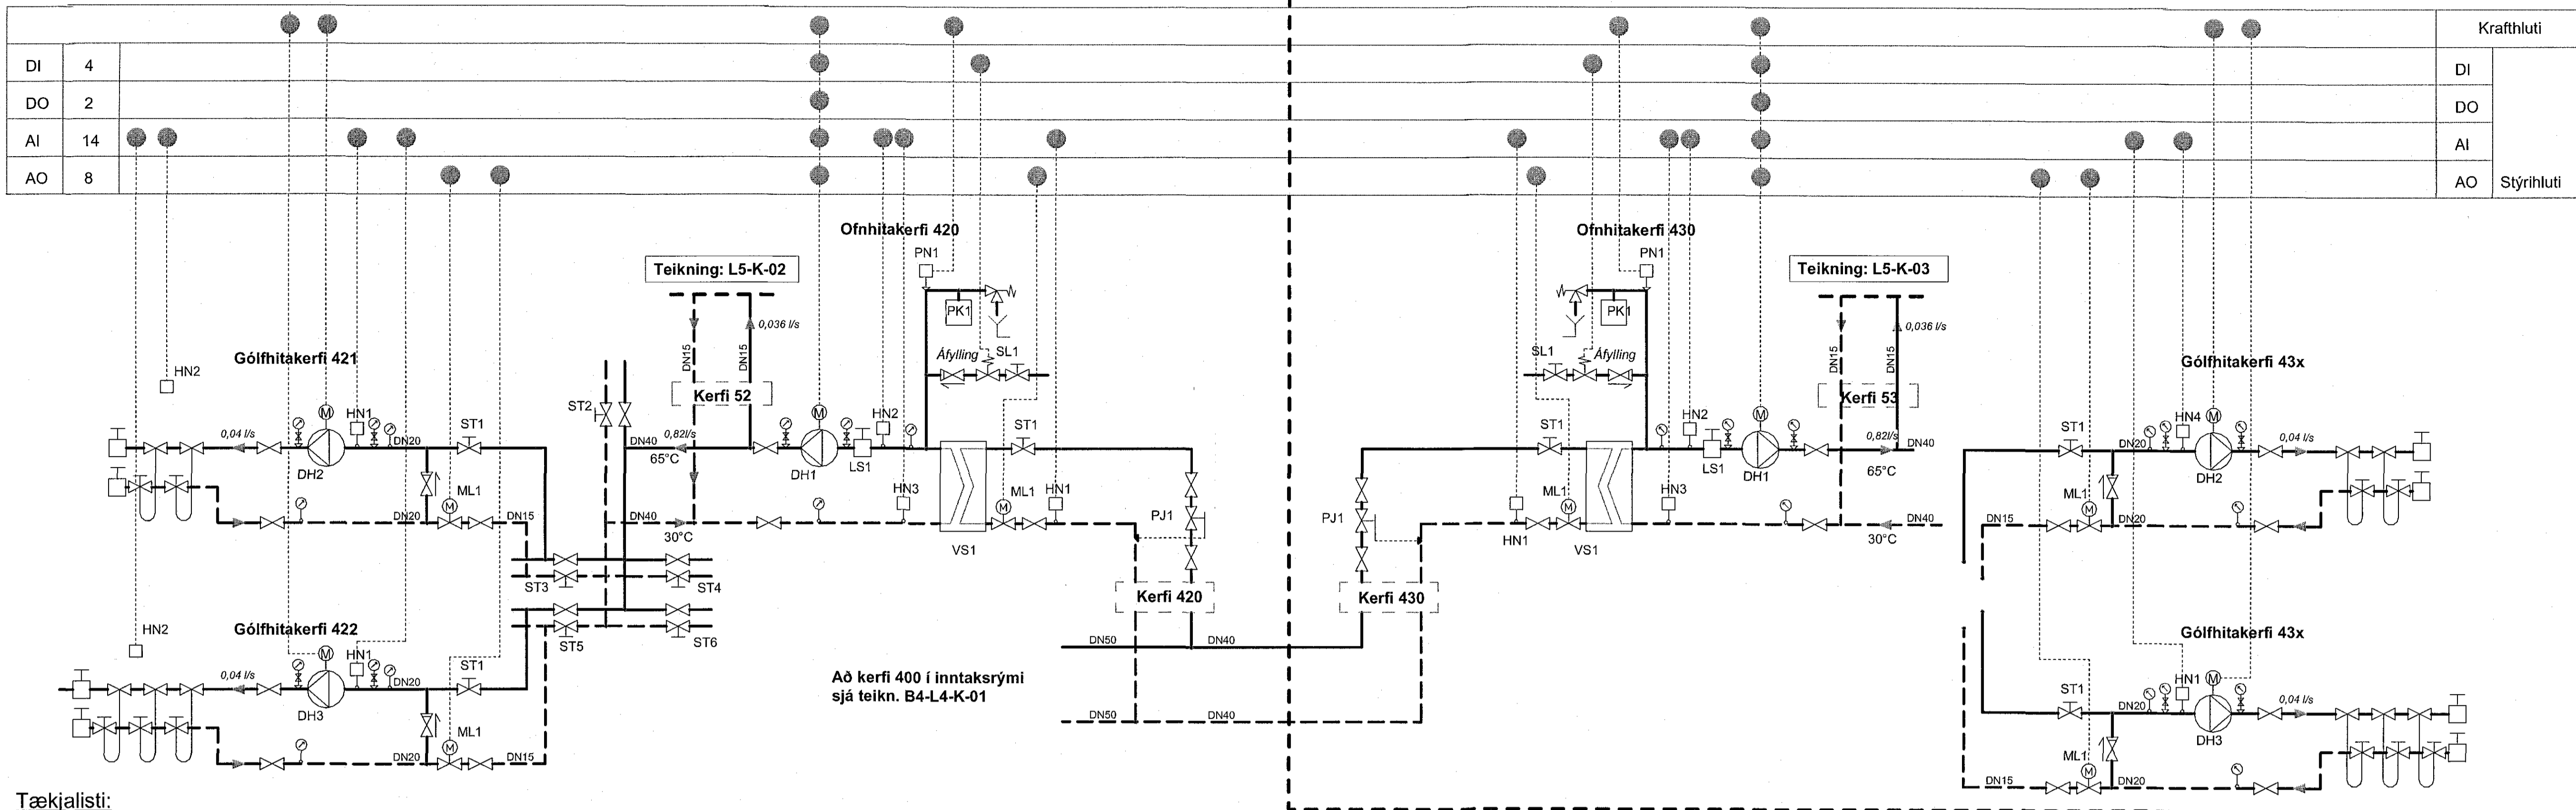 Krafthluti
DI 4 DI
DO 2 DO
AI 14 AI
AO 8 AO Stýrihluti
Ofnhitakerfi 420
Ofnhitakerfi 430
PN1
PN1
Teikning: L5-K-02
Teikning: L5-K-03
PK1
PK1
0,036 l/s
0,036 l/s
DN15
DN15
DN15
DN15
Áfylling
SL1
SL1
Áfylling
Gólfhitakerfi 421
Gólfhitakerfi 43x
HN2
Kerfi 52
Kerfi 53
ST2
M
HN1
ST1
0,04 l/s
DN20
DH2
DN40
0,82l/s
65°C
M
DH1
LS1
HN2
ST1
ST1
HN2
LS1
M
DH1
0,82l/s
DN40
65°C
ST1
DN20
HN4
M
DH2
0,04 l/s
ML1
M
DN20
DN15
DN40
30°C
HN3
VS1
ML1
M
HN1
PJ1
PJ1
HN1
ML1
M
VS1
HN3
DN40
30°C
ML1
M
DN15
DN20
ST3
ST4
Kerfi 420
Kerfi 430
HN2
Gólfhitakerfi 422
ST5
ST6
DN50
DN40
Gólfhitakerfi 43x
M
HN1
ST1
0,04 l/s
DN20
DH3
Að kerfi 400 í inntaksrými
sjá teikn. B4-L4-K-01
ST1
DN20
HN1
M
DH3
0,04 l/s
ML1
M
DN20
DN15
DN50
DN40
ML1
M
DN15
DN20
Tækjalisti: